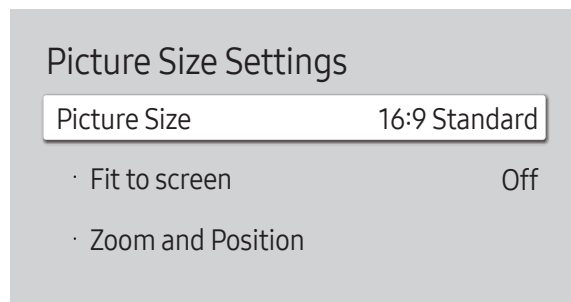 Picture Size Settings
Picture Size 16:9 Standard
· Fit to screen Off
· Zoom and Position